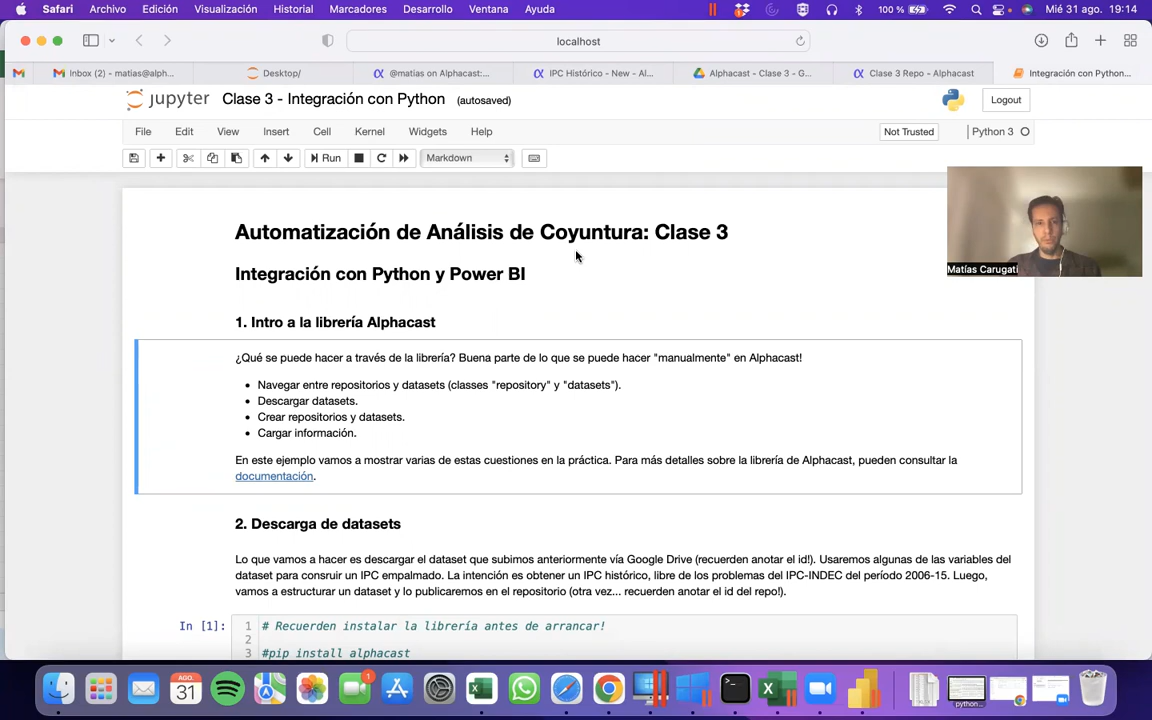 Safari Archivo Edición Visualización Historial Marcadores Desarrollo Ventana Ayuda 100 % Mié 31 ago. 19:14
localhost
Inbox (2) - matias@alph... Desktop/ @matias on Alphacast:... IPC Histórico - New - Al... Alphacast - Clase 3 - G... Clase 3 Repo - Alphacast Integración con Python...
jupyter Clase 3 - Integración con Python (autosaved) Logout
File Edit View Insert Cell Kernel Widgets Help Not Trusted Python 3
Run Markdown
Automatización de Análisis de Coyuntura: Clase 3
Matías Carugati
Integración con Python y Power BI
1. Intro a la librería Alphacast
¿Qué se puede hacer a través de la librería? Buena parte de lo que se puede hacer "manualmente" en Alphacast!
• Navegar entre repositorios y datasets (classes "repository" y "datasets").
• Descargar datasets.
• Crear repositorios y datasets.
• Cargar información.
En este ejemplo vamos a mostrar varias de estas cuestiones en la práctica. Para más detalles sobre la librería de Alphacast, pueden consultar la
documentación.
2. Descarga de datasets
Lo que vamos a hacer es descargar el dataset que subimos anteriormente vía Google Drive (recuerden anotar el id!). Usaremos algunas de las variables del
dataset para consruir un IPC empalmado. La intención es obtener un IPC histórico, libre de los problemas del IPC-INDEC del período 2006-15. Luego,
vamos a estructurar un dataset y lo publicaremos en el repositorio (otra vez... recuerden anotar el id del repo!).
In [1]: 1 # Recuerden instalar la librería antes de arrancar!
2
3 #pip install alphacast
AGO.
31
1
python...